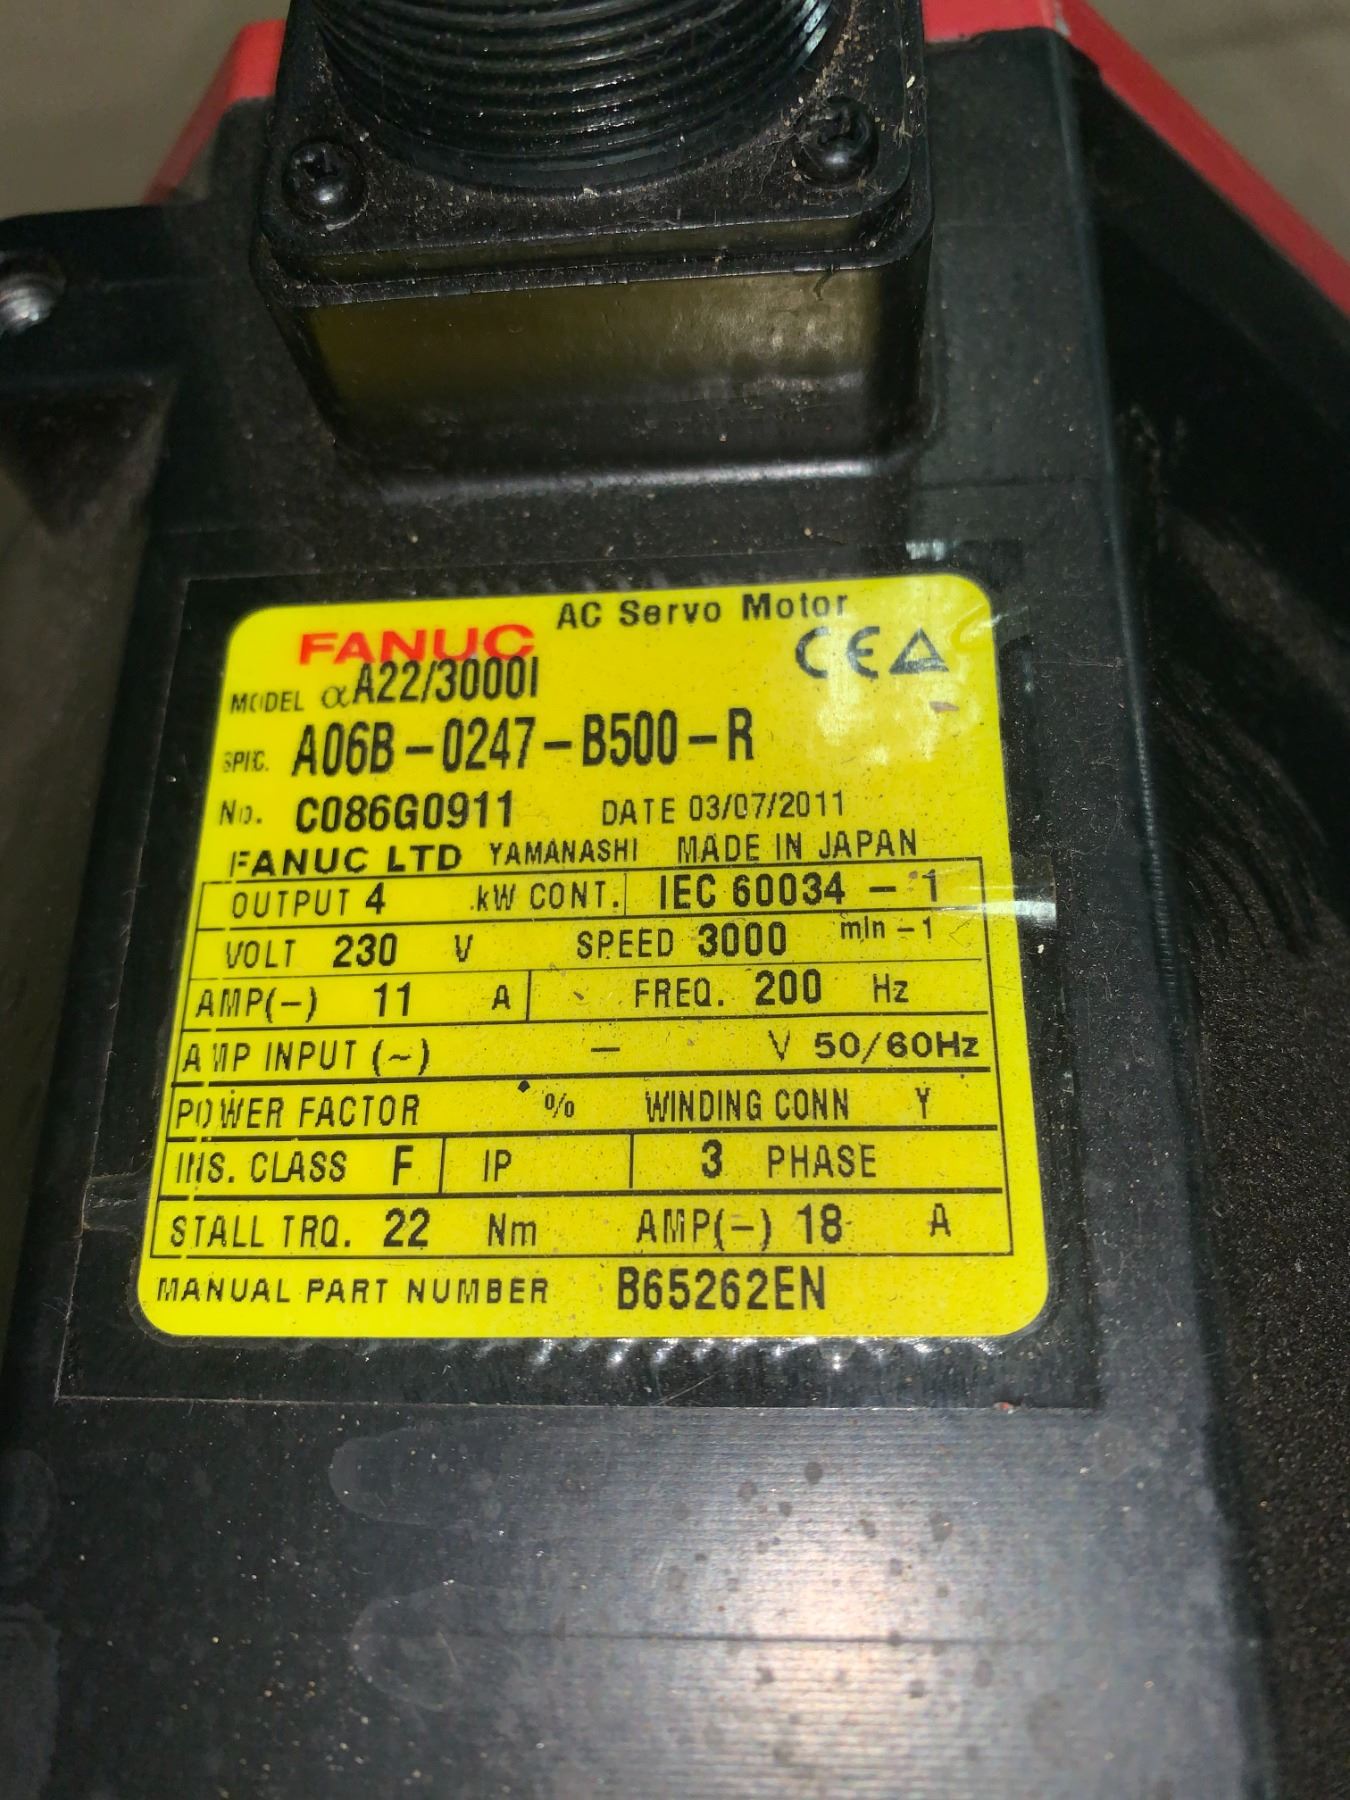 AC Servo Motor
FANUC CE
MODEL αA22/3000I
SPEC. A06B-0247-B500-R
No. C086G0911 DATE 03/07/2011
FANUC LTD YAMANASHI MADE IN JAPAN
OUTPUT 4 kW CONT. IEC 60034-1
VOLT 230 V SPEED 3000 min-1
AMP(~) 11 A FREQ. 200 Hz
AMP INPUT (~) – V 50/60Hz
POWER FACTOR % WINDING CONN Y
INS. CLASS F IP 3 PHASE
STALL TRQ. 22 Nm AMP(~) 18 A
MANUAL PART NUMBER B65262EN